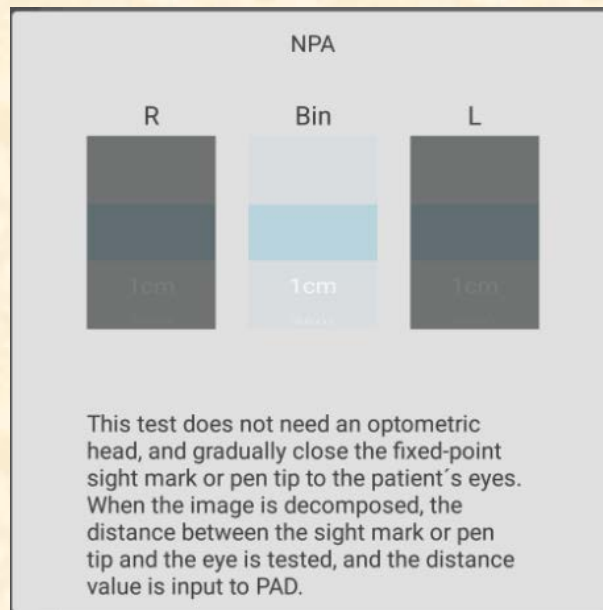 NPA
R Bin L
1cm 1cm 1cm
This test does not need an optometric
head, and gradually close the fixed-point
sight mark or pen tip to the patient´s eyes.
When the image is decomposed, the
distance between the sight mark or pen
tip and the eye is tested, and the distance
value is input to PAD.